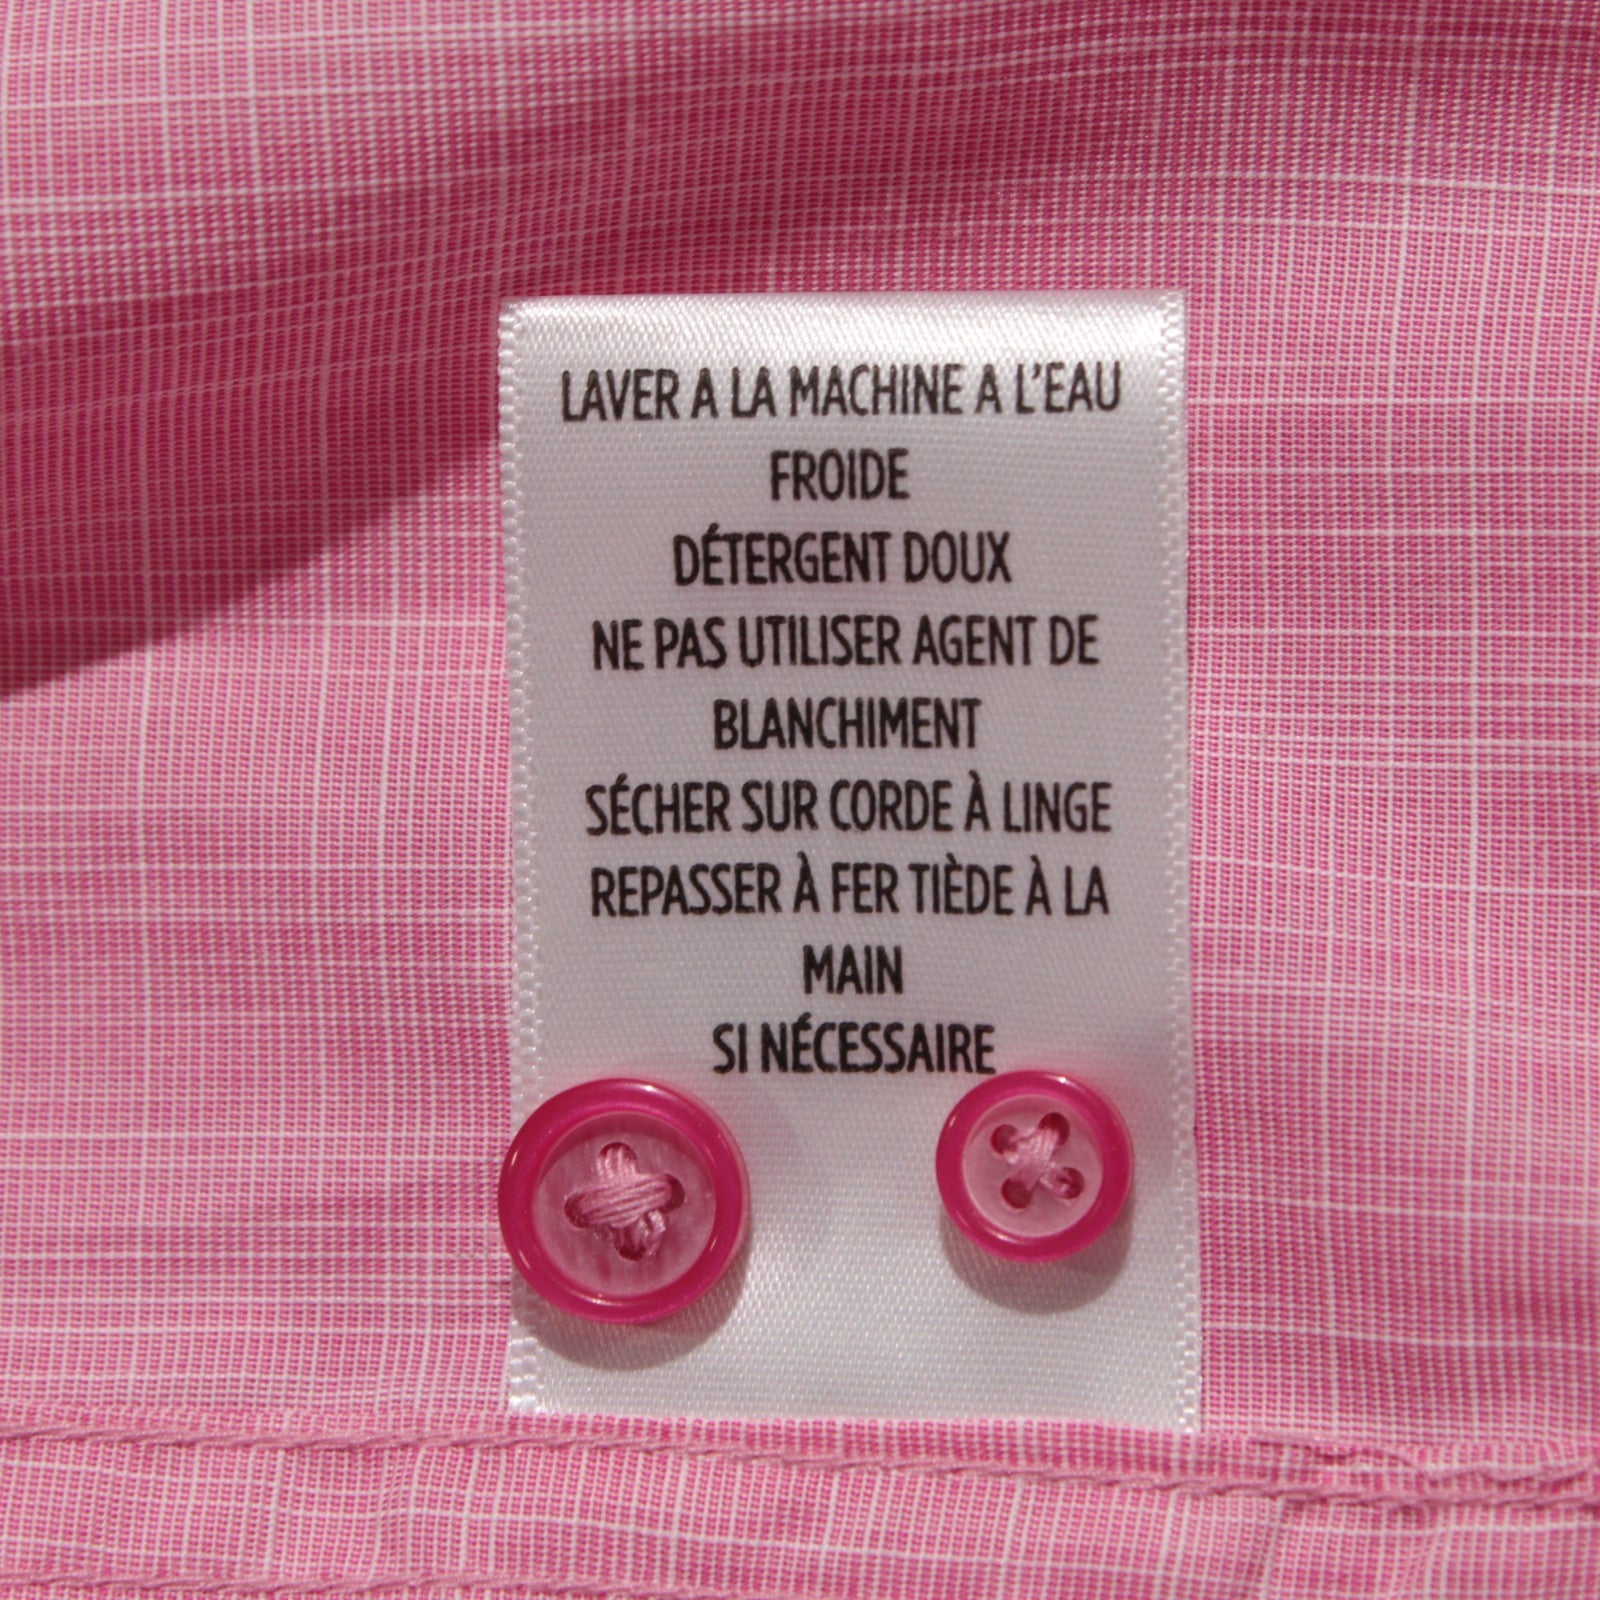 LAVER A LA MACHINE A L'EAU
FROIDE
DÉTERGENT DOUX
NE PAS UTILISER AGENT DE
BLANCHIMENT
SÉCHER SUR CORDE À LINGE
REPASSER À FER TIÈDE À LA
MAIN
SI NÉCESSAIRE